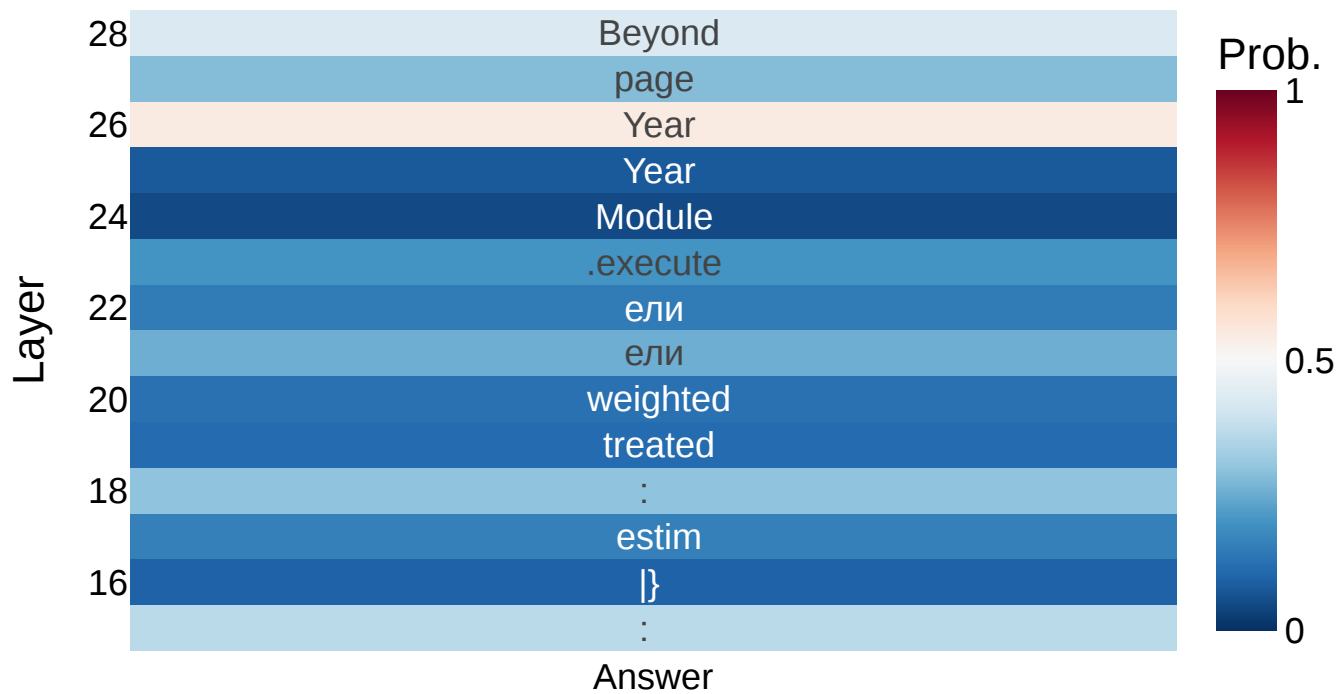 28
Beyond
page
26
Year
Year
24
Module
.execute
22
ели
ели
20
weighted
treated
18
:
estim
16
|}
:
Layer
Answer
Prob.
1
0.5
0